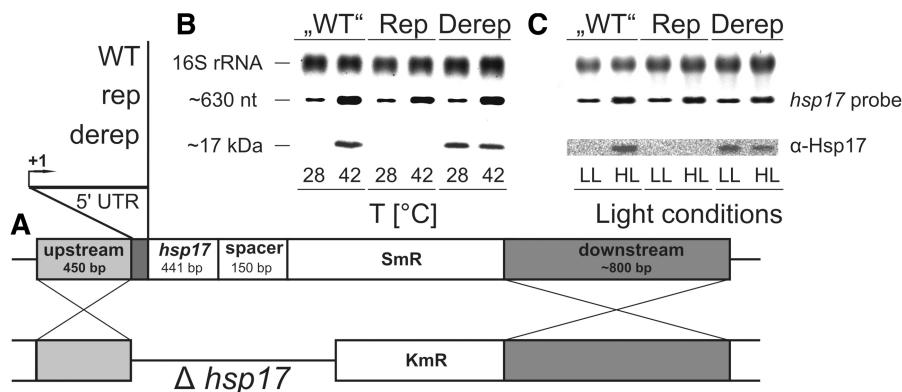 B
„WT“ Rep Derep
16S rRNA
~630 nt
~17 kDa
28 42 28 42 28 42
T [°C]
C
„WT“ Rep Derep
hsp17 probe
α-Hsp17
LL HL LL HL LL HL
Light conditions
WT
rep
derep
+1
5' UTR
A
upstream
450 bp
hsp17
441 bp
spacer
150 bp
SmR
downstream
~800 bp
KmR
Δ hsp17